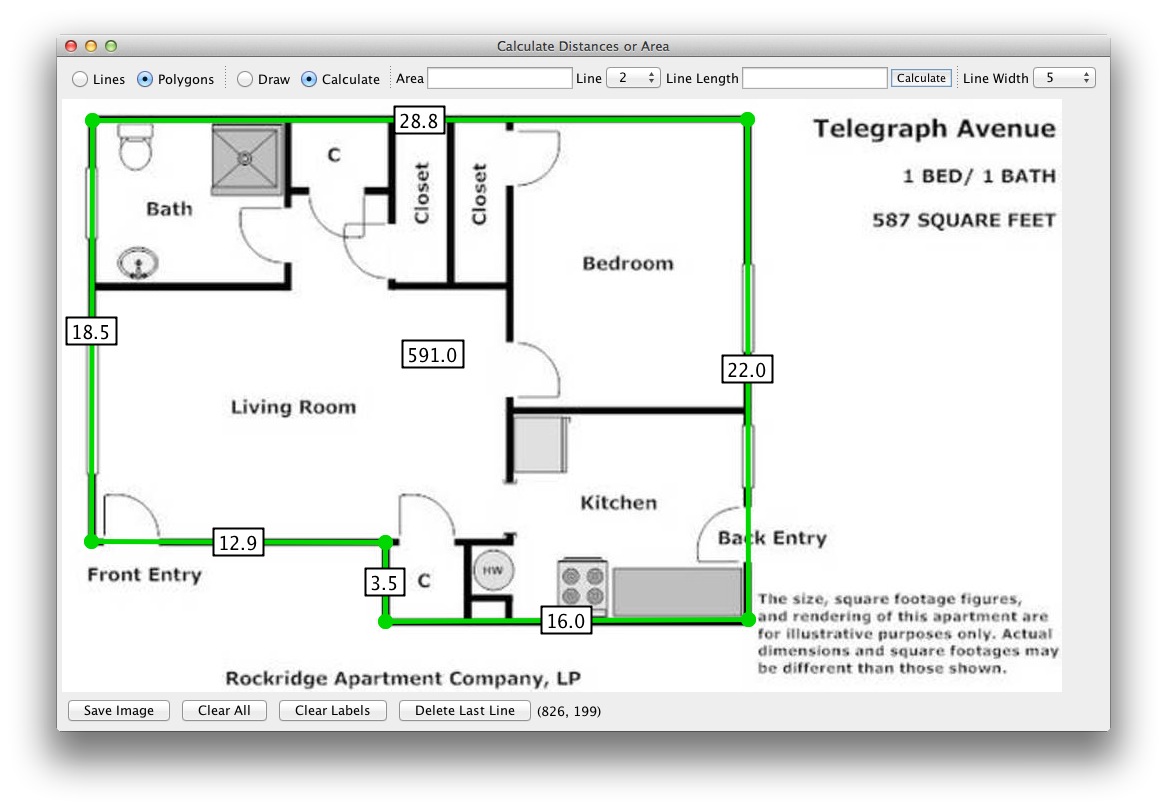 Calculate Distances or Area
Lines Polygons Draw Calculate Area Line 2 Line Length Calculate Line Width 5
28.8
Telegraph Avenue
1 BED/ 1 BATH
587 SQUARE FEET
C
Closet
Closet
Bath
Bedroom
18.5
591.0
22.0
Living Room
Kitchen
Back Entry
12.9
Front Entry
3.5
C
HW
16.0
The size, square footage figures,
and rendering of this apartment are
for illustrative purposes only. Actual
dimensions and square footages may
be different than those shown.
Rockridge Apartment Company, LP
Save Image Clear All Clear Labels Delete Last Line (826, 199)